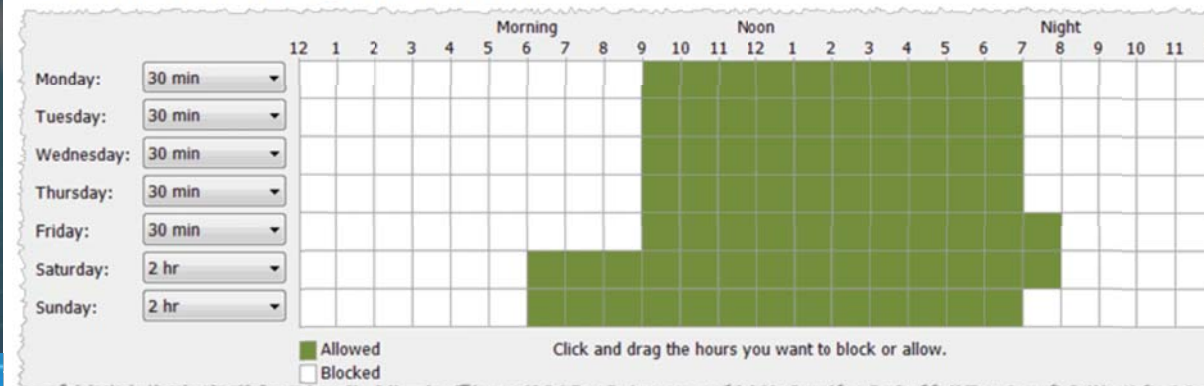 Morning Noon Night
12 1 2 3 4 5 6 7 8 9 10 11 12 1 2 3 4 5 6 7 8 9 10 11
Monday: 30 min
Tuesday: 30 min
Wednesday: 30 min
Thursday: 30 min
Friday: 30 min
Saturday: 2 hr
Sunday: 2 hr
Allowed Click and drag the hours you want to block or allow.
Blocked